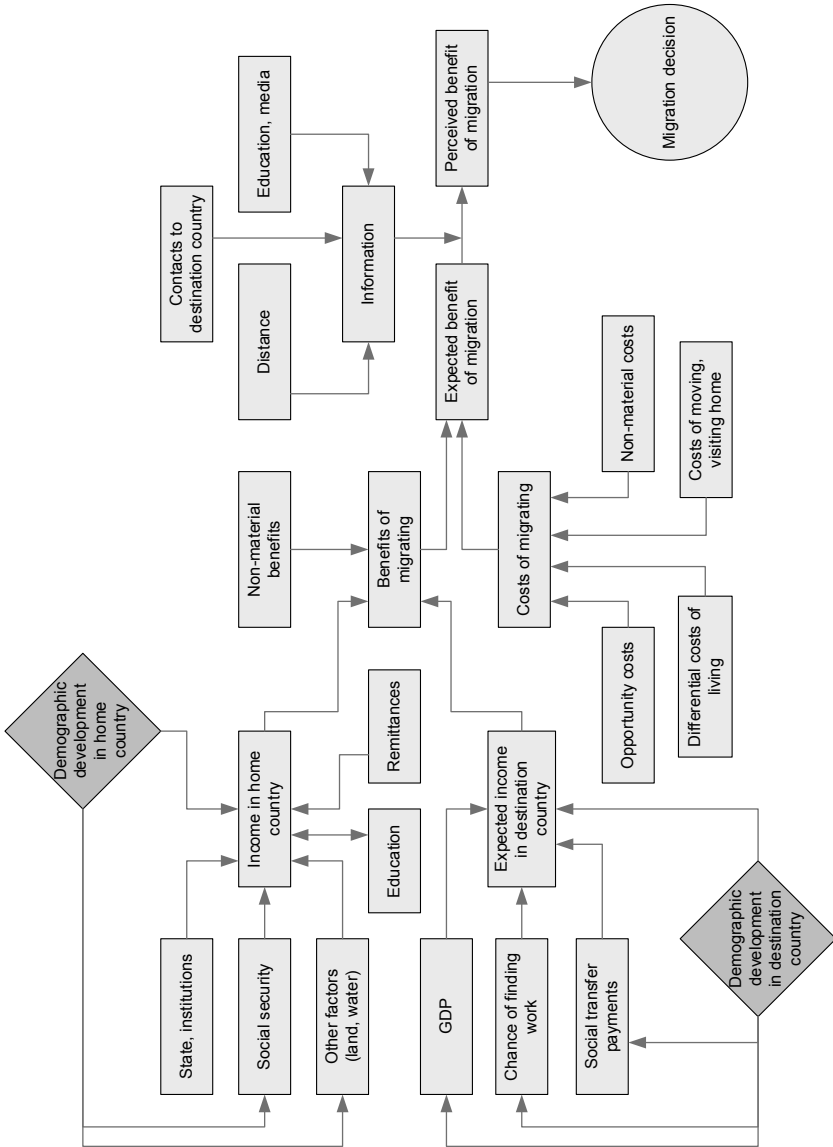 Demographic
development
in home
country
State, institutions
Social security
Other factors
(land, water)
Income in home
country
Education
Remittances
GDP
Chance of finding
work
Social transfer
payments
Expected income
in destination
country
Demographic
development
in destination
country
Non-material
benefits
Benefits of
migrating
Costs of migrating
Opportunity costs
Differential costs of
living
Non-material costs
Costs of moving,
visiting home
Contacts to
destination country
Distance
Education, media
Information
Expected benefit
of migration
Perceived benefit
of migration
Migration decision